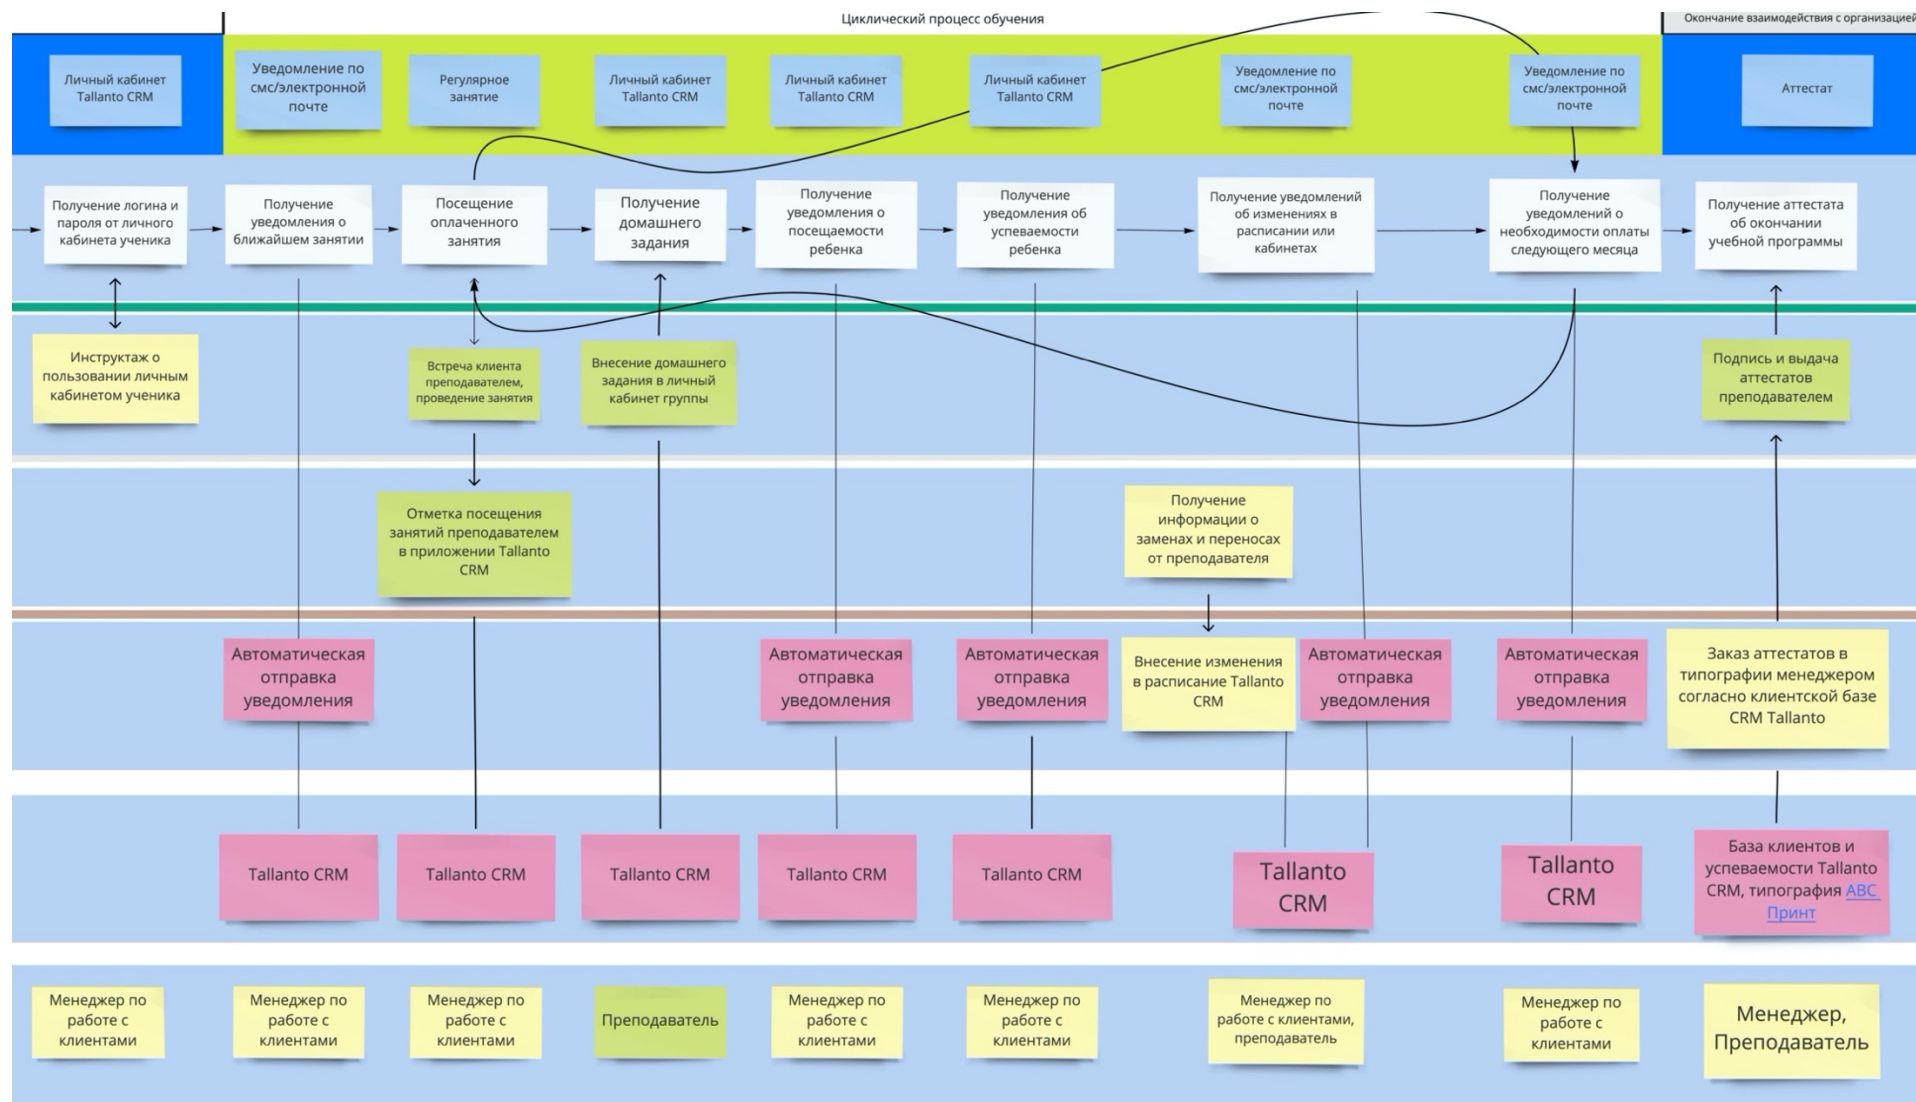 Циклический процесс обучения
Окончание взаимодействия с организацией
Личный кабинет
Tallanto CRM
Уведомление по
смс/электронной
почте
Регулярное
занятие
Личный кабинет
Tallanto CRM
Личный кабинет
Tallanto CRM
Личный кабинет
Tallanto CRM
Уведомление по
смс/электронной
почте
Уведомление по
смс/электронной
почте
Аттестат
Получение логина и
пароля от личного
кабинета ученика
Получение
уведомления о
ближайшем занятии
Посещение
оплаченного
занятия
Получение
домашнего
задания
Получение
уведомления о
посещаемости
ребенка
Получение
уведомления об
успеваемости
ребенка
Получение уведомлений
об изменениях в
расписании или
кабинетах
Получение
уведомлений о
необходимости оплаты
следующего месяца
Получение аттестата
об окончании
учебной программы
Инструктаж о
пользовании личным
кабинетом ученика
Встреча клиента
преподавателем,
проведение занятия
Внесение домашнего
задания в личный
кабинет группы
Подпись и выдача
аттестатов
преподавателем
Отметка посещения
занятий преподавателем
в приложении Tallanto
CRM
Получение
информации о
заменах и переносах
от преподавателя
Автоматическая
отправка
уведомления
Автоматическая
отправка
уведомления
Автоматическая
отправка
уведомления
Внесение изменения
в расписание Tallanto
CRM
Автоматическая
отправка
уведомления
Автоматическая
отправка
уведомления
Заказ аттестатов в
типографии менеджером
согласно клиентской базе
CRM Tallanto
Tallanto CRM
Tallanto CRM
Tallanto CRM
Tallanto CRM
Tallanto CRM
Tallanto
CRM
Tallanto
CRM
База клиентов и
успеваемости Tallanto
CRM, типография ABC
Принт
Менеджер по
работе с
клиентами
Менеджер по
работе с
клиентами
Менеджер по
работе с
клиентами
Преподаватель
Менеджер по
работе с
клиентами
Менеджер по
работе с
клиентами
Менеджер по
работе с клиентами,
преподаватель
Менеджер по
работе с
клиентами
Менеджер,
Преподаватель